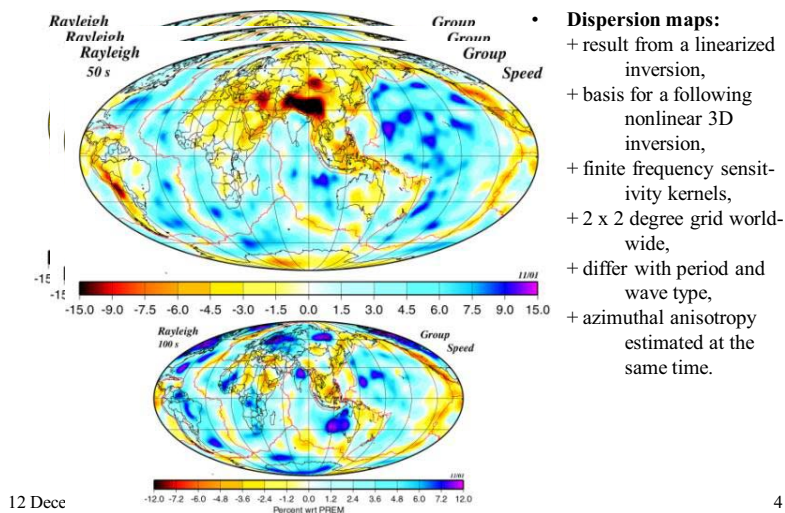 Rayleigh Group
Rayleigh Group
Rayleigh Group
50 s Speed
11/01
-15.0 -9.0 -7.5 -6.0 -4.5 -3.0 -1.5 0.0 1.5 3.0 4.5 6.0 7.5 9.0 15.0
Rayleigh Group
100 s Speed
11/01
-12.0 -7.2 -6.0 -4.8 -3.6 -2.4 -1.2 0.0 1.2 2.4 3.6 4.8 6.0 7.2 12.0
Percent wrt PREM
• Dispersion maps:
+ result from a linearized
inversion,
+ basis for a following
nonlinear 3D
inversion,
+ finite frequency sensit-
ivity kernels,
+ 2 x 2 degree grid world-
wide,
+ differ with period and
wave type,
+ azimuthal anisotropy
estimated at the
same time.
12 Dece
4